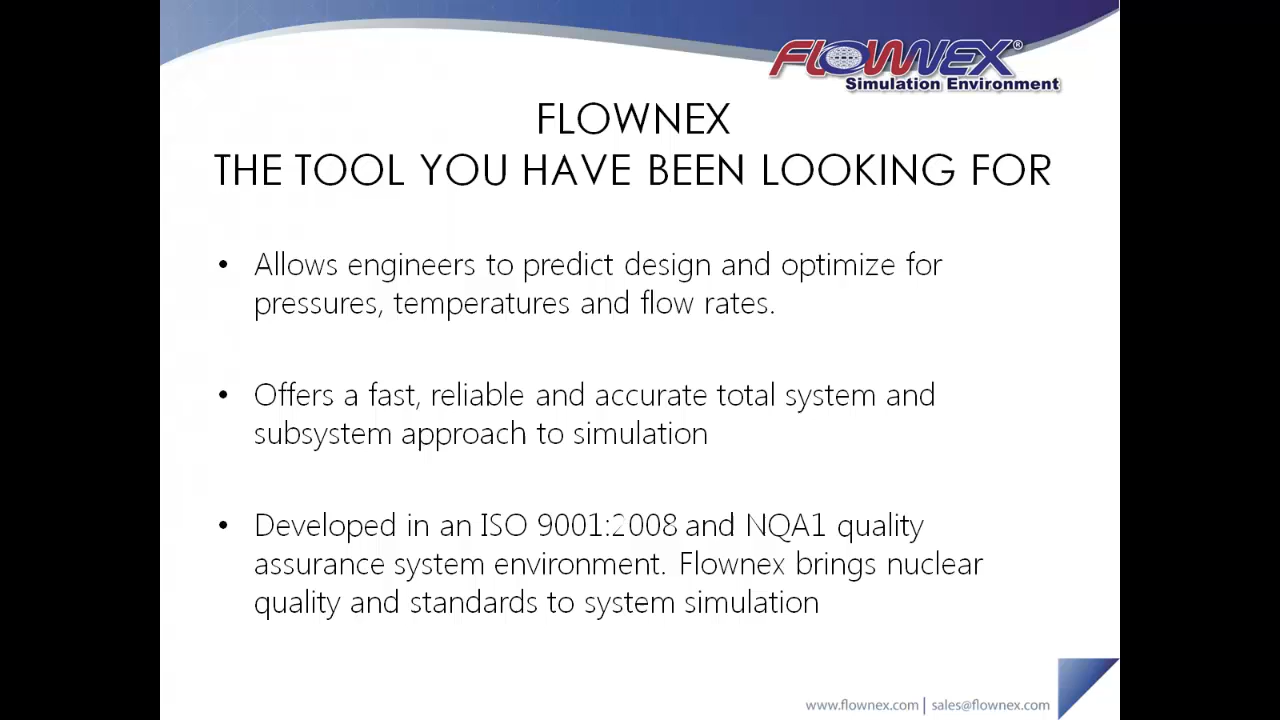 FLOWNEX®
Simulation Environment
FLOWNEX
THE TOOL YOU HAVE BEEN LOOKING FOR
• Allows engineers to predict design and optimize for
pressures, temperatures and flow rates.
• Offers a fast, reliable and accurate total system and
subsystem approach to simulation
• Developed in an ISO 9001:2008 and NQA1 quality
assurance system environment. Flownex brings nuclear
quality and standards to system simulation
www.flownex.com | sales@flownex.com